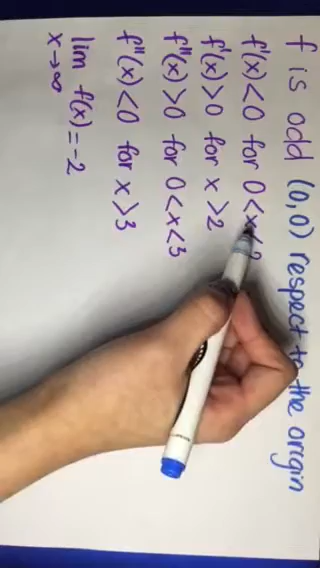 f is odd (0,0) respect to the origin
f'(x) < 0 for 0 < x < 2
f'(x) > 0 for x > 2
f"(x) > 0 for 0 < x < 3
f"(x) < 0 for x > 3
lim f(x) = -2
x→∞